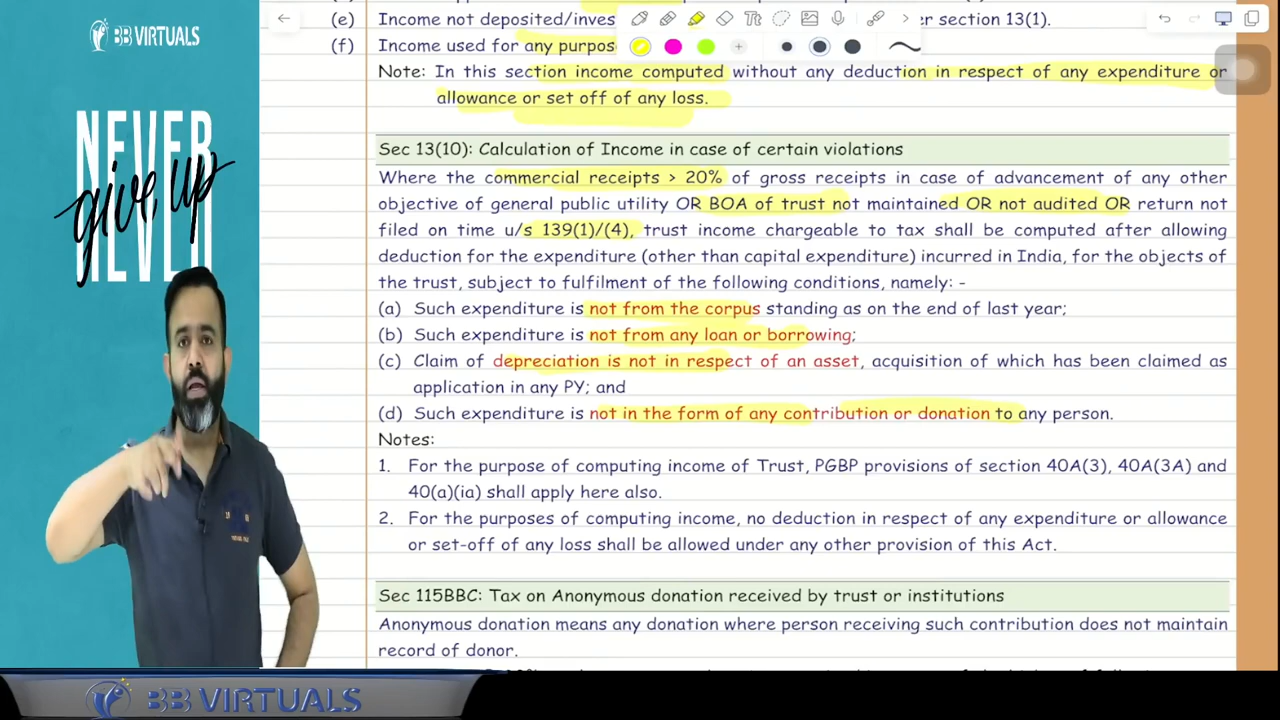 BB VIRTUALS
NEVER
give up
NEVER
(e) Income not deposited/inves er section 13(1).
(f) Income used for any purpos
Note: In this section income computed without any deduction in respect of any expenditure or
allowance or set off of any loss.
Sec 13(10): Calculation of Income in case of certain violations
Where the commercial receipts > 20% of gross receipts in case of advancement of any other
objective of general public utility OR BOA of trust not maintained OR not audited OR return not
filed on time u/s 139(1)/(4), trust income chargeable to tax shall be computed after allowing
deduction for the expenditure (other than capital expenditure) incurred in India, for the objects of
the trust, subject to fulfilment of the following conditions, namely: -
(a) Such expenditure is not from the corpus standing as on the end of last year;
(b) Such expenditure is not from any loan or borrowing;
(c) Claim of depreciation is not in respect of an asset, acquisition of which has been claimed as
application in any PY; and
(d) Such expenditure is not in the form of any contribution or donation to any person.
Notes:
1. For the purpose of computing income of Trust, PGBP provisions of section 40A(3), 40A(3A) and
40(a)(ia) shall apply here also.
2. For the purposes of computing income, no deduction in respect of any expenditure or allowance
or set-off of any loss shall be allowed under any other provision of this Act.
Sec 115BBC: Tax on Anonymous donation received by trust or institutions
Anonymous donation means any donation where person receiving such contribution does not maintain
record of donor.
BB VIRTUALS